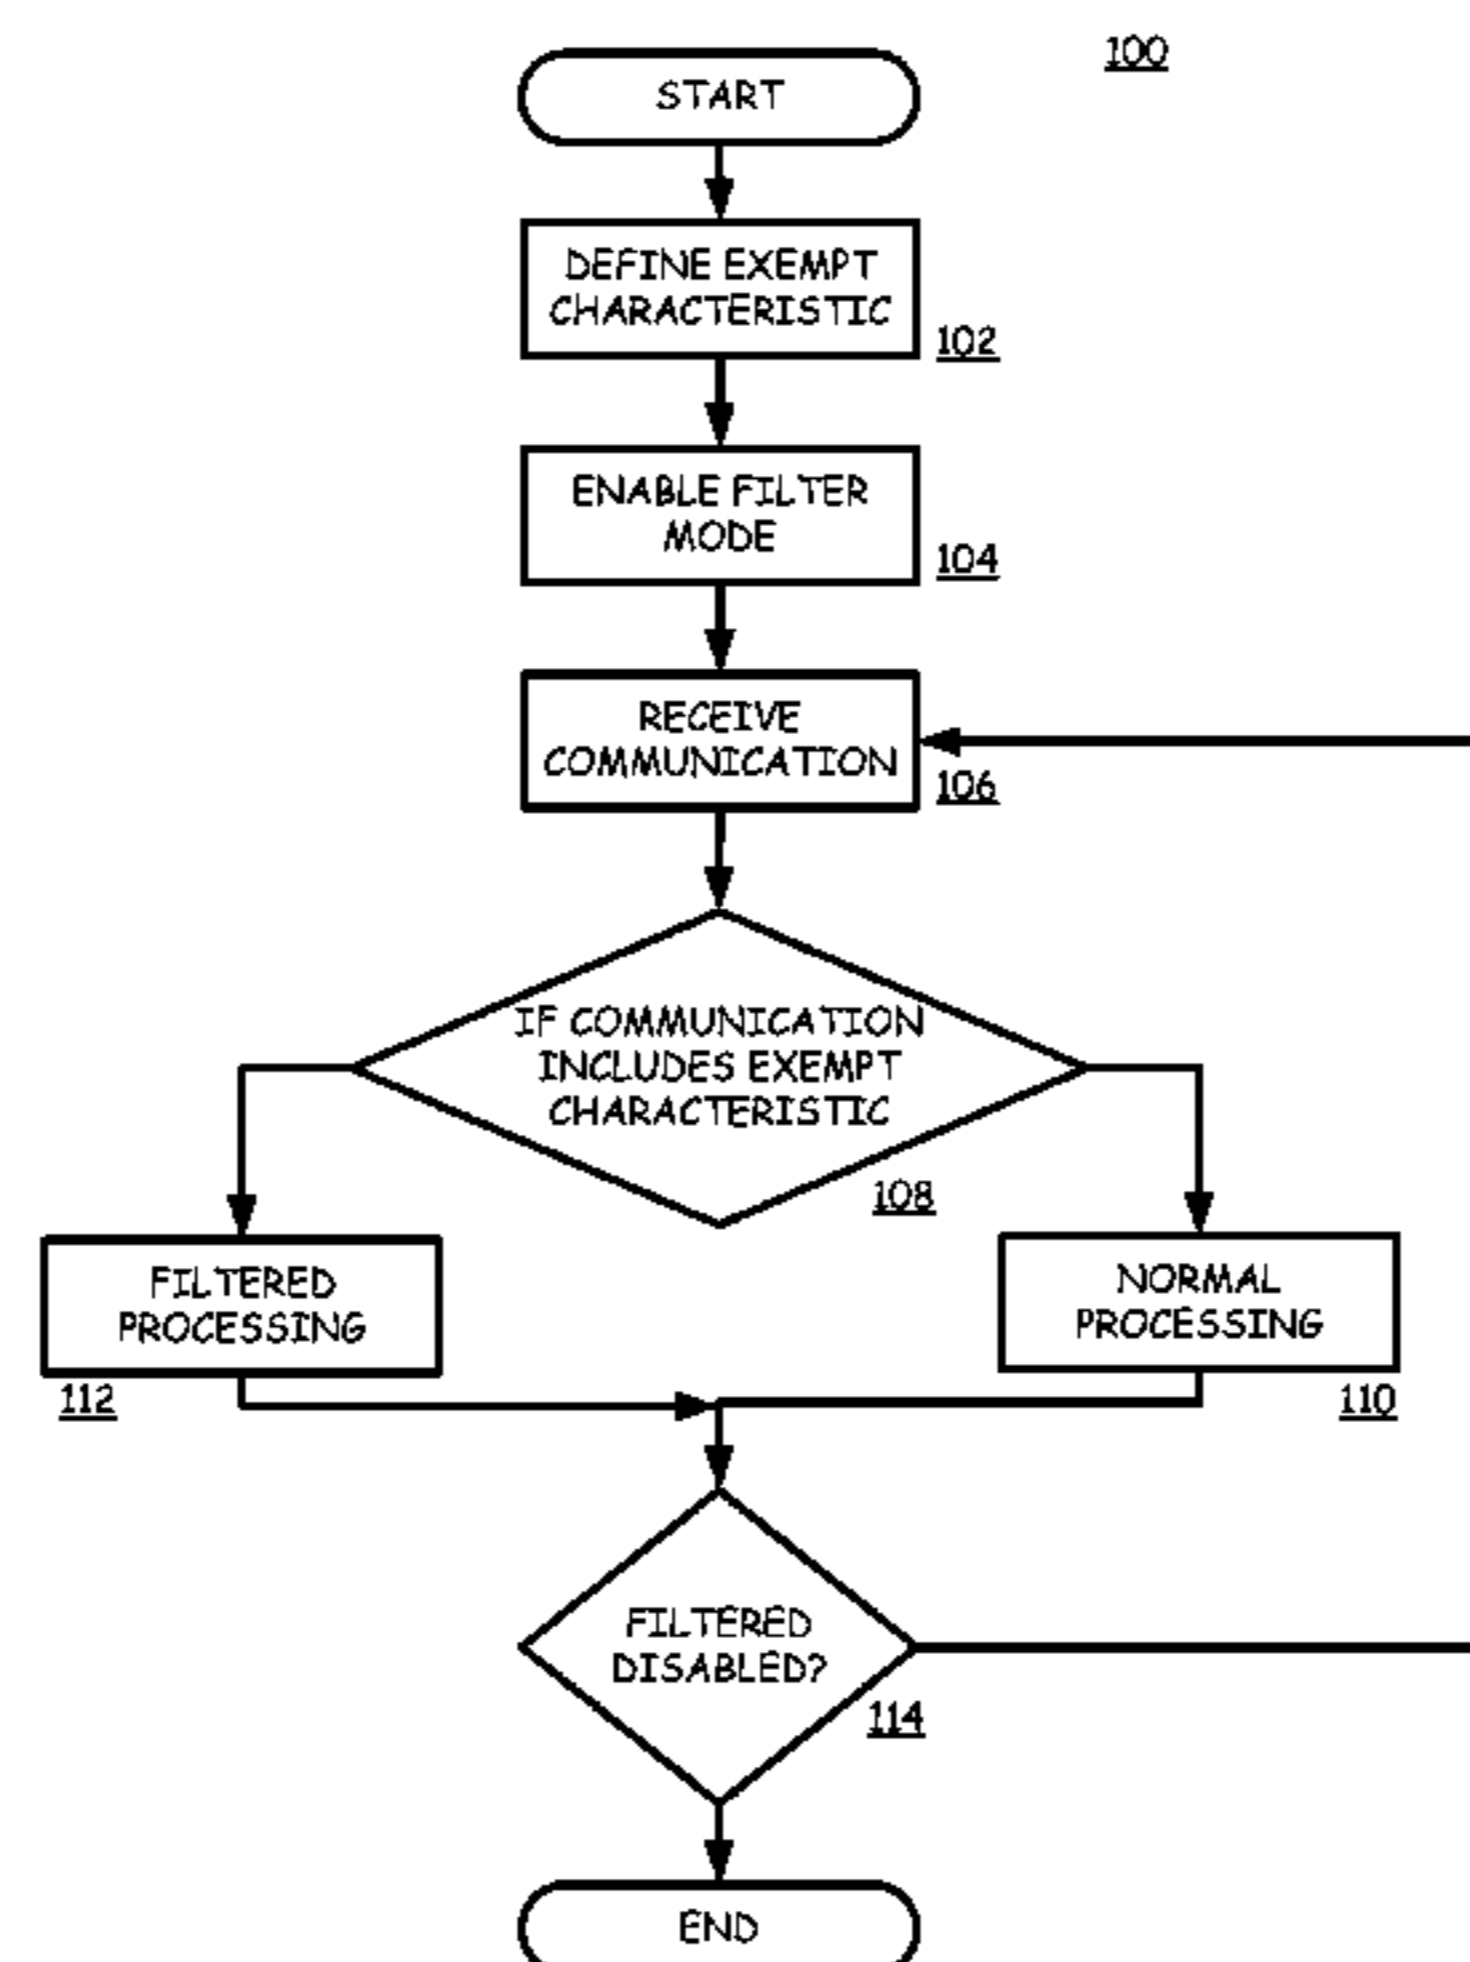 100
START
DEFINE EXEMPT
CHARACTERISTIC
102
ENABLE FILTER
MODE
104
RECEIVE
COMMUNICATION
106
IF COMMUNICATION
INCLUDES EXEMPT
CHARACTERISTIC
108
FILTERED
PROCESSING
112
NORMAL
PROCESSING
110
FILTERED
DISABLED?
114
END